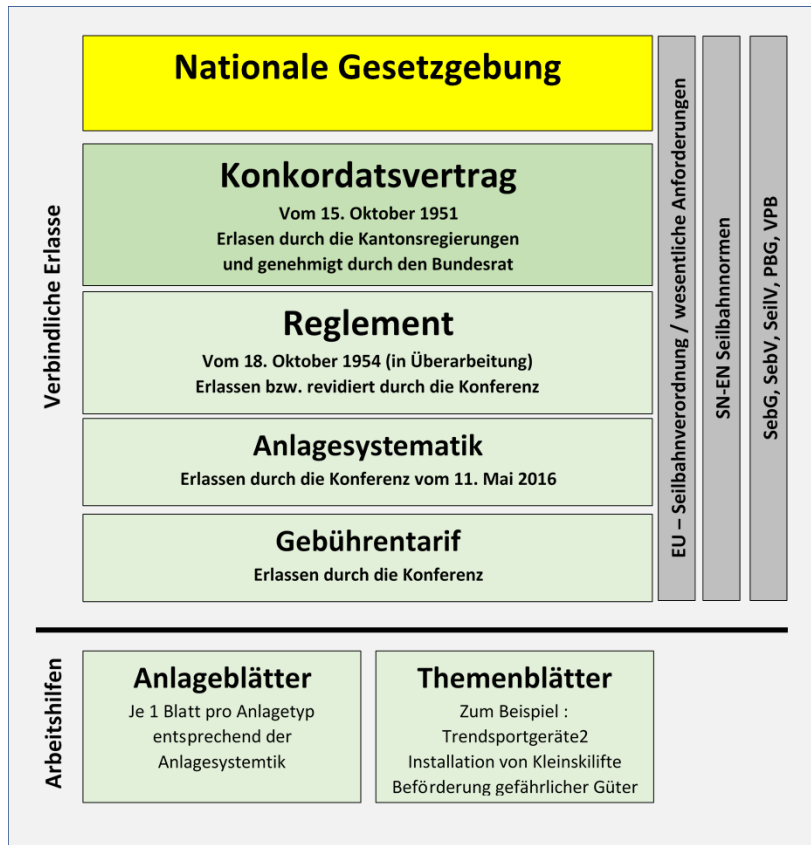 Verbindliche Erlasse
Nationale Gesetzgebung
Konkordatsvertrag
Vom 15. Oktober 1951
Erlasen durch die Kantonsregierungen
und genehmigt durch den Bundesrat
Reglement
Vom 18. Oktober 1954 (in Überarbeitung)
Erlassen bzw. revidiert durch die Konferenz
Anlagesystematik
Erlassen durch die Konferenz vom 11. Mai 2016
Gebührentarif
Erlassen durch die Konferenz
EU – Seilbahnverordnung / wesentliche Anforderungen
SN-EN Seilbahnnormen
SebG, SebV, SeilV, PBG, VPB
Arbeitshilfen
Anlageblätter
Je 1 Blatt pro Anlagetyp
entsprechend der
Anlagesystemtik
Themenblätter
Zum Beispiel :
Trendsportgeräte2
Installation von Kleinskilifte
Beförderung gefährlicher Güter